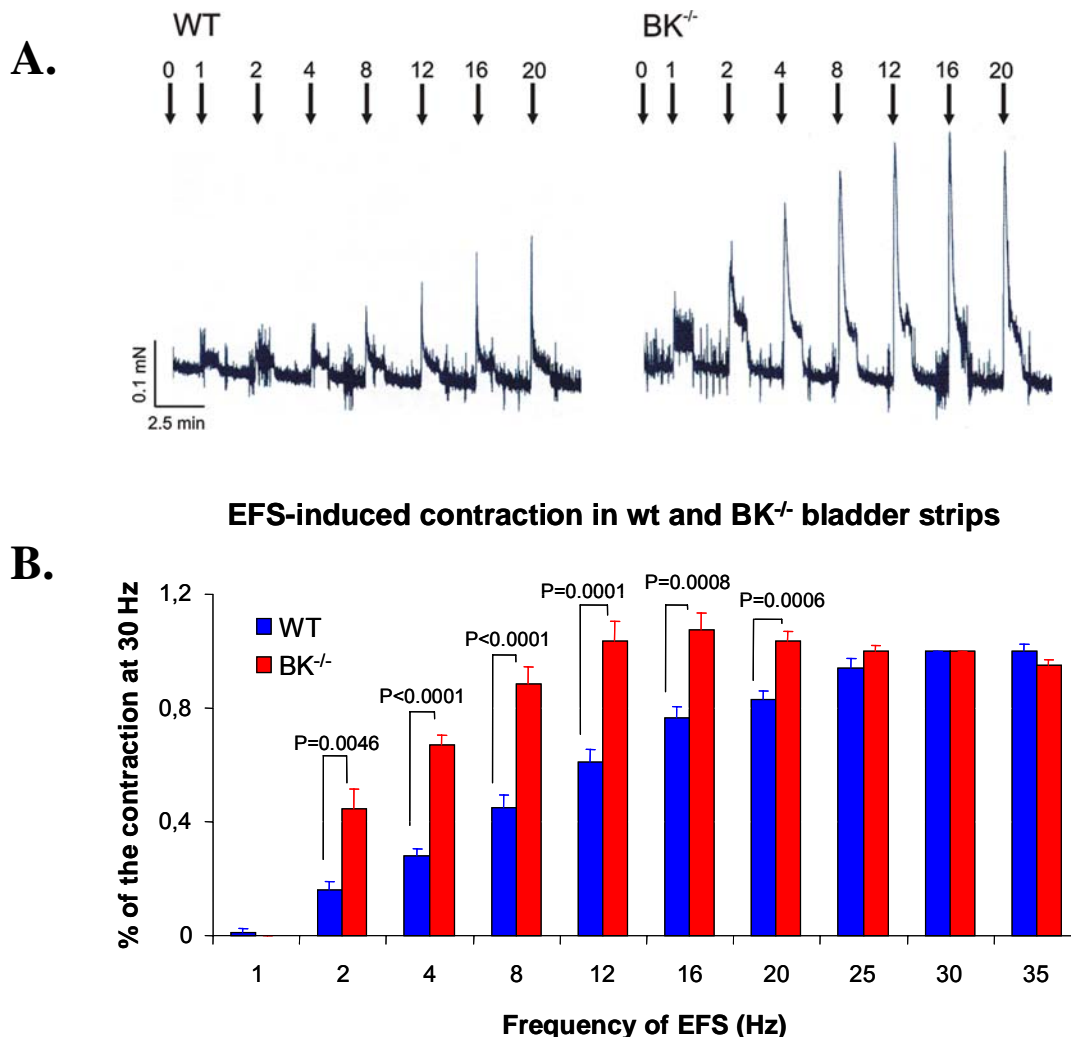 A.
WT
BK-/-
0 1 2 4 8 12 16 20
0 1 2 4 8 12 16 20
0.1 mN
2.5 min
EFS-induced contraction in wt and BK-/- bladder strips
B.
% of the contraction at 30 Hz
1,2
0,8
0,4
0
WT
BK-/-
P=0.0046
P<0.0001
P<0.0001
P=0.0001
P=0.0008
P=0.0006
1 2 4 8 12 16 20 25 30 35
Frequency of EFS (Hz)